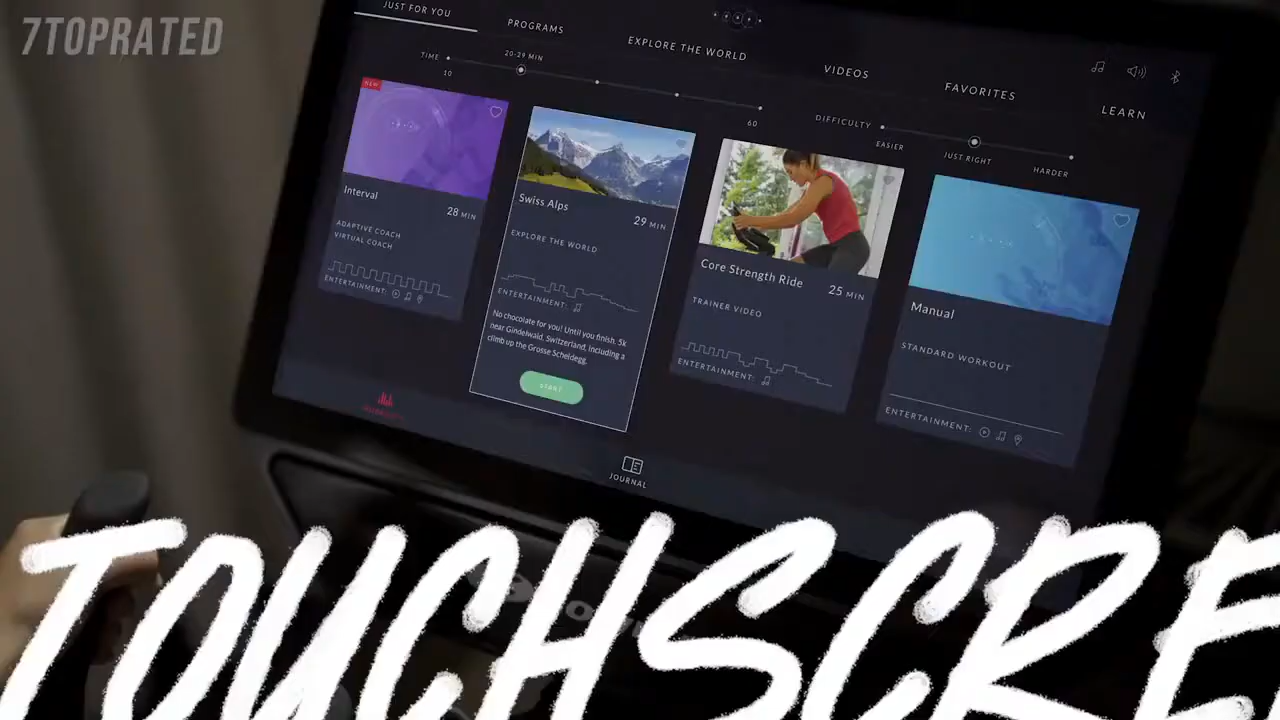 7TOPRATED
JUST FOR YOU
PROGRAMS
EXPLORE THE WORLD
VIDEOS
FAVORITES
LEARN
TIME
20-29 MIN
10
60
DIFFICULTY
EASIER
JUST RIGHT
HARDER
NEW
Interval
28 MIN
ADAPTIVE COACH
VIRTUAL COACH
ENTERTAINMENT:
Swiss Alps
29 MIN
EXPLORE THE WORLD
ENTERTAINMENT:
No chocolate for you! Until you finish. 5k
near Gindelwald, Switzerland, including a
climb up the Grosse Scheidegg.
START
Core Strength Ride
25 MIN
TRAINER VIDEO
ENTERTAINMENT:
Manual
STANDARD WORKOUT
ENTERTAINMENT:
JOURNAL
TOUCHSCRE